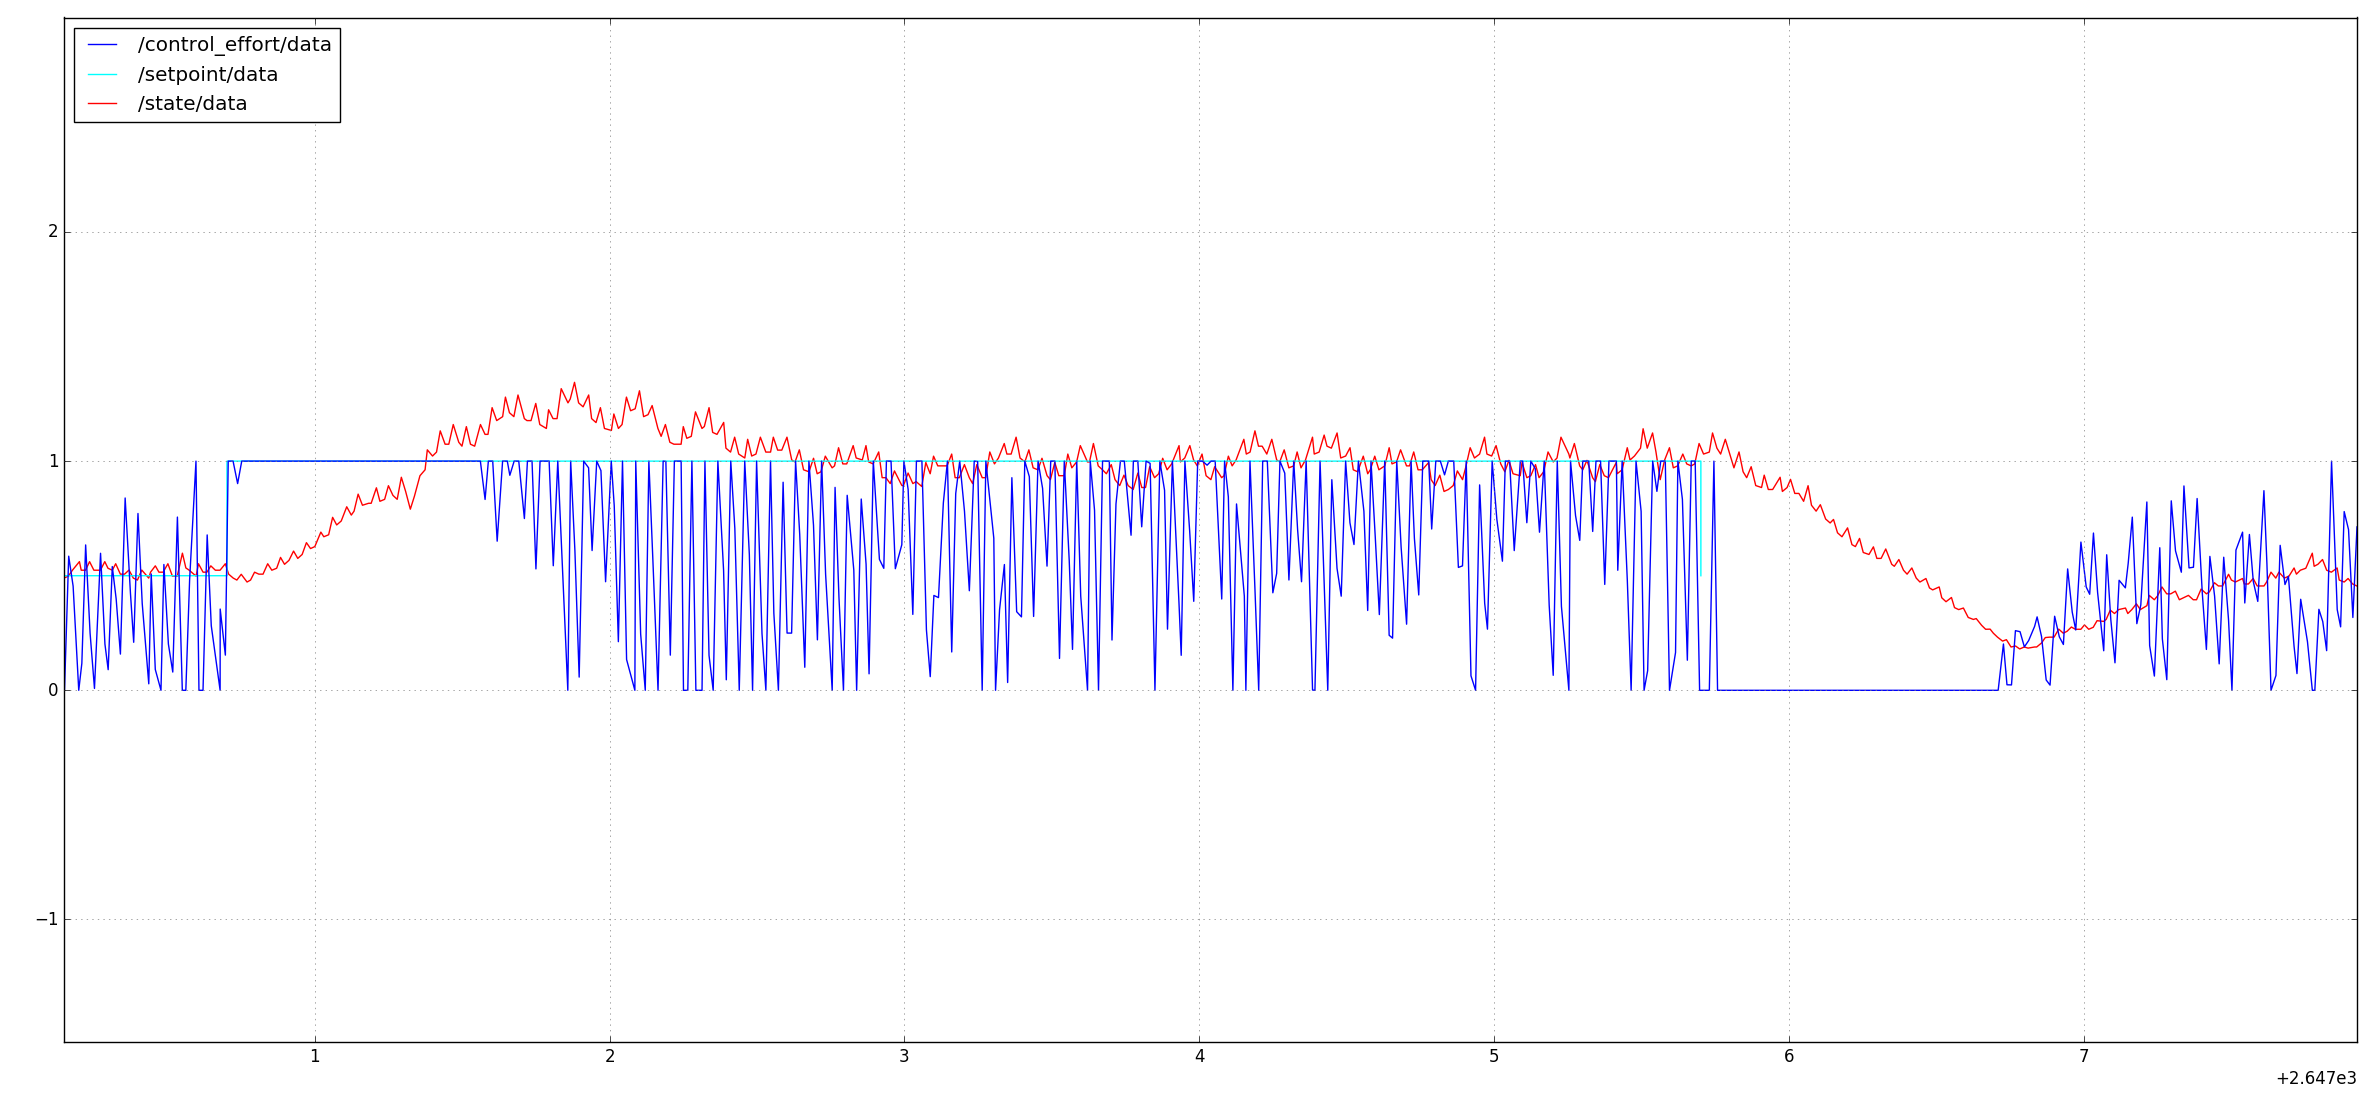 /control_effort/data
/setpoint/data
/state/data
2
1
0
−1
1 2 3 4 5 6 7
+2.647e3